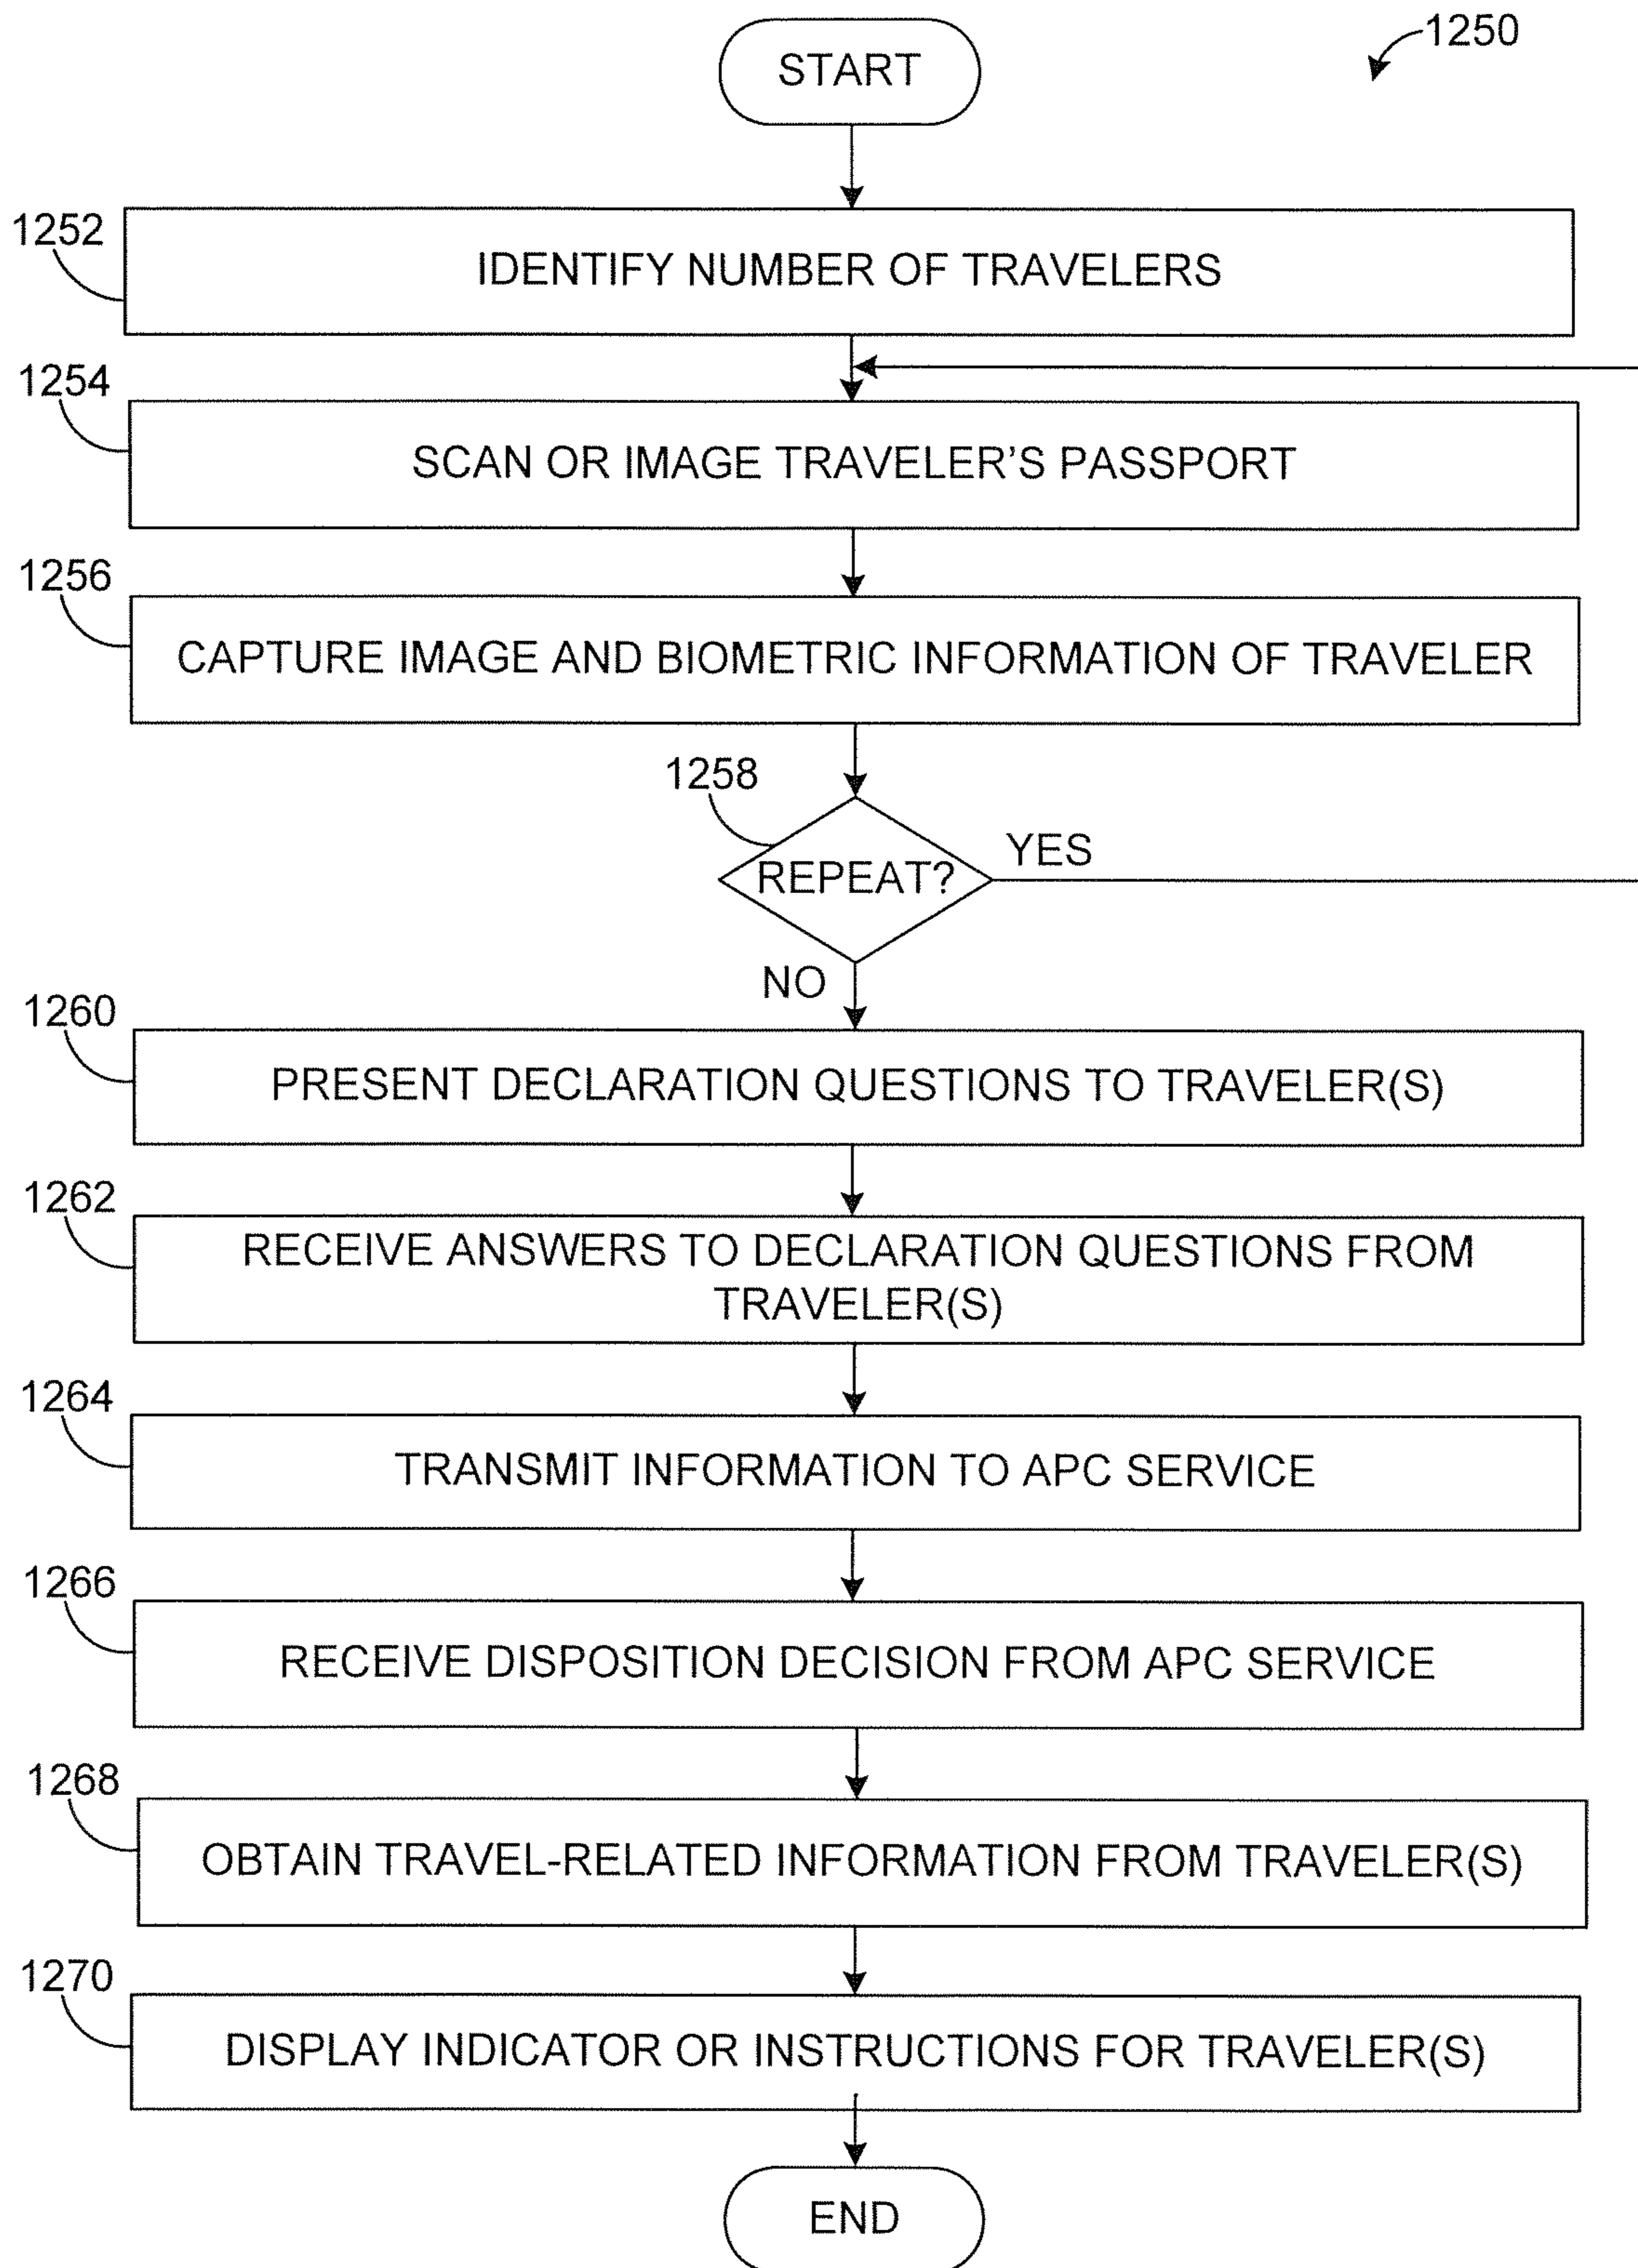 START
1250
1252
IDENTIFY NUMBER OF TRAVELERS
1254
SCAN OR IMAGE TRAVELER'S PASSPORT
1256
CAPTURE IMAGE AND BIOMETRIC INFORMATION OF TRAVELER
1258
REPEAT?
YES
NO
1260
PRESENT DECLARATION QUESTIONS TO TRAVELER(S)
1262
RECEIVE ANSWERS TO DECLARATION QUESTIONS FROM
TRAVELER(S)
1264
TRANSMIT INFORMATION TO APC SERVICE
1266
RECEIVE DISPOSITION DECISION FROM APC SERVICE
1268
OBTAIN TRAVEL-RELATED INFORMATION FROM TRAVELER(S)
1270
DISPLAY INDICATOR OR INSTRUCTIONS FOR TRAVELER(S)
END